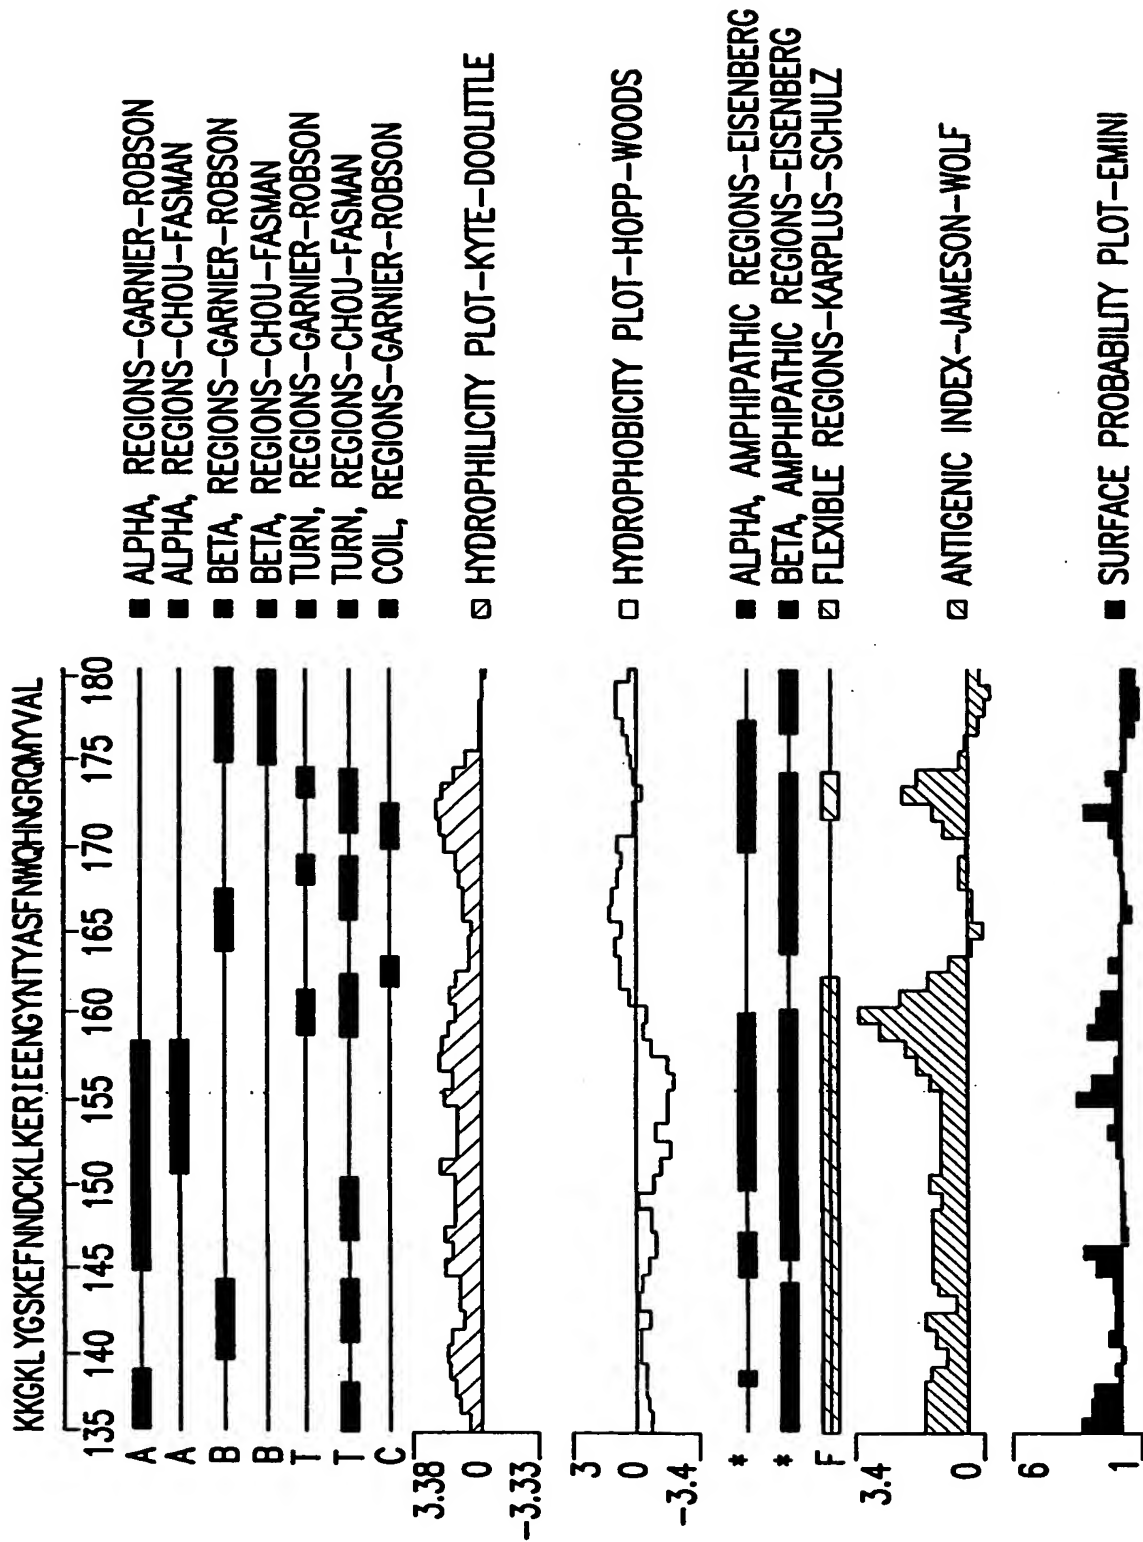 KKGKLYGSKEFNNDCKLKERIEENGYNTYASFNWQHNGRQMYVAL
135 140 145 150 155 160 165 170 175 180
A ALPHA, REGIONS-GARNIER-ROBSON
A ALPHA, REGIONS-CHOU-FASMAN
B BETA, REGIONS-GARNIER-ROBSON
B BETA, REGIONS-CHOU-FASMAN
T TURN, REGIONS-GARNIER-ROBSON
T TURN, REGIONS-CHOU-FASMAN
C COIL, REGIONS-GARNIER-ROBSON
3.38
0 HYDROPHILICITY PLOT-KYTE-DOOLITTLE
-3.33
3
0 HYDROPHOBICITY PLOT-HOPP-WOODS
-3.4
* ALPHA, AMPHIPATHIC REGIONS-EISENBERG
* BETA, AMPHIPATHIC REGIONS-EISENBERG
F FLEXIBLE REGIONS-KARPLUS-SCHULZ
3.4
0 ANTIGENIC INDEX-JAMESON-WOLF
6
1 SURFACE PROBABILITY PLOT-EMINI